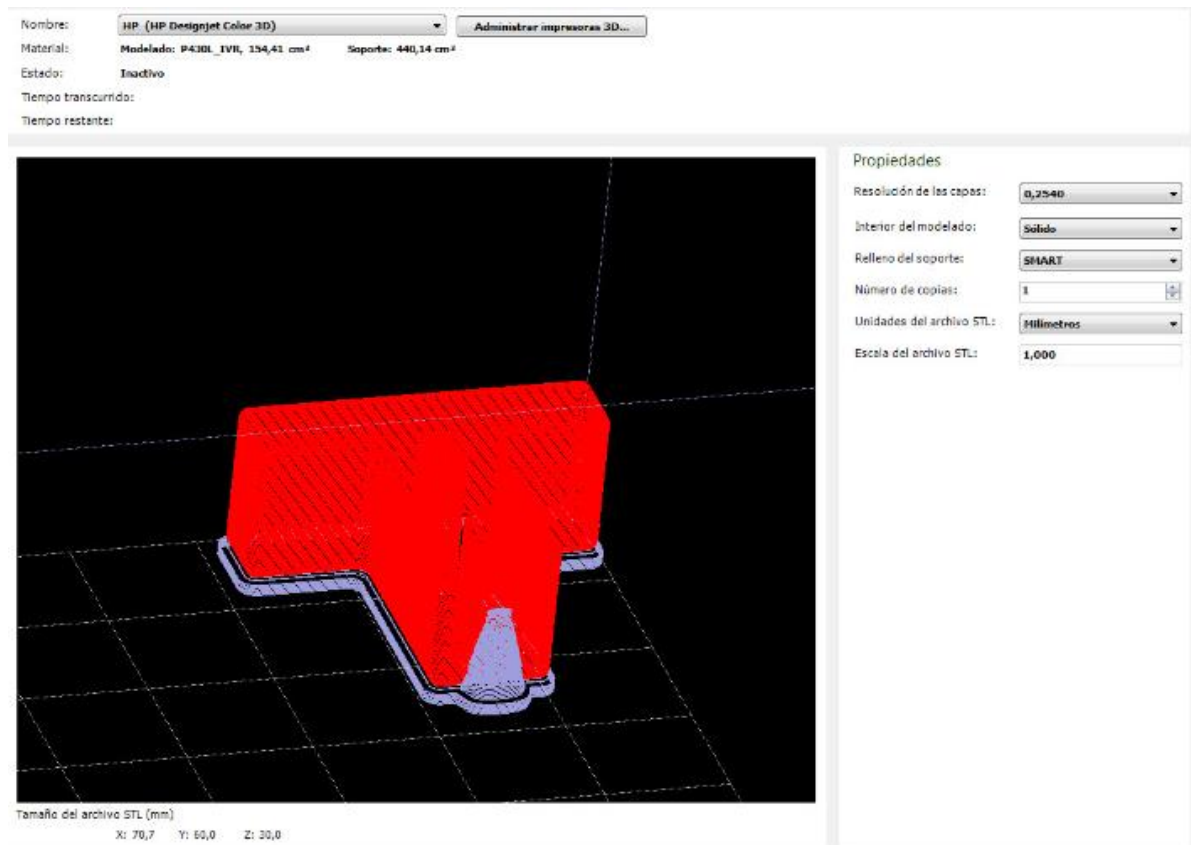 Nombre: HP (HP Designjet Color 3D) Administrar impresoras 3D...
Material: Modelado: P430L_IVR, 154,41 cm³ Soporte: 440,14 cm³
Estado: Inactivo
Tiempo transcurrido:
Tiempo restante:
Propiedades
Resolución de las capas: 0,2540
Interior del modelado: Sólido
Relleno del soporte: SMART
Número de copias: 1
Unidades del archivo STL: Milímetros
Escala del archivo STL: 1,000
Tamaño del archivo STL (mm)
X: 70,7 Y: 60,0 Z: 30,0